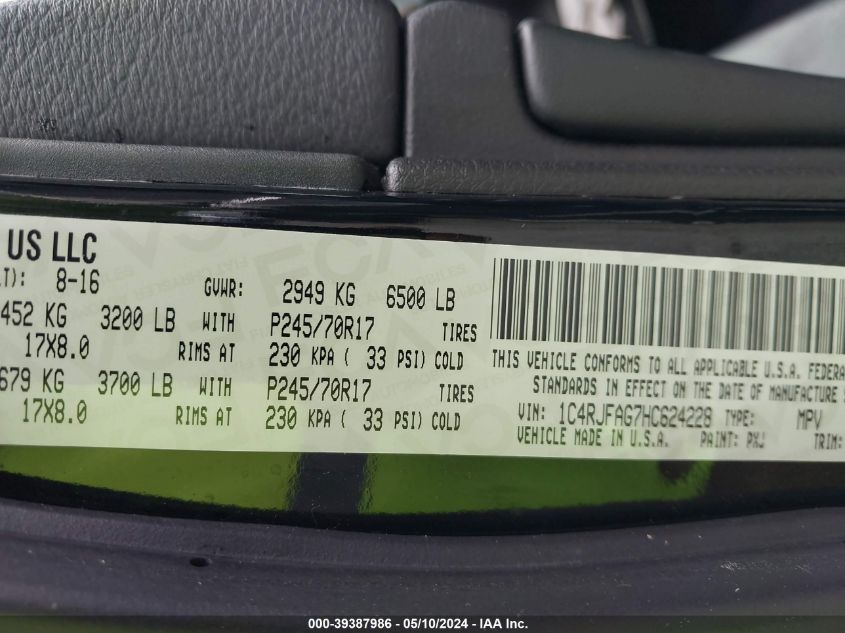 US LLC
LT): 8-16 GVWR: 2949 KG 6500 LB
452 KG 3200 LB WITH P245/70R17 TIRES
17X8.0 RIMS AT 230 KPA ( 33 PSI) COLD
679 KG 3700 LB WITH P245/70R17 TIRES
17X8.0 RIMS AT 230 KPA ( 33 PSI) COLD
THIS VEHICLE CONFORMS TO ALL APPLICABLE U.S.A. FEDERA
STANDARDS IN EFFECT ON THE DATE OF MANUFACTURE S
VIN: 1C4RJFAG7HC624228 TYPE: MPV
VEHICLE MADE IN U.S.A. PAINT: PXJ TRIM:
000-39387986 - 05/10/2024 - IAA Inc.